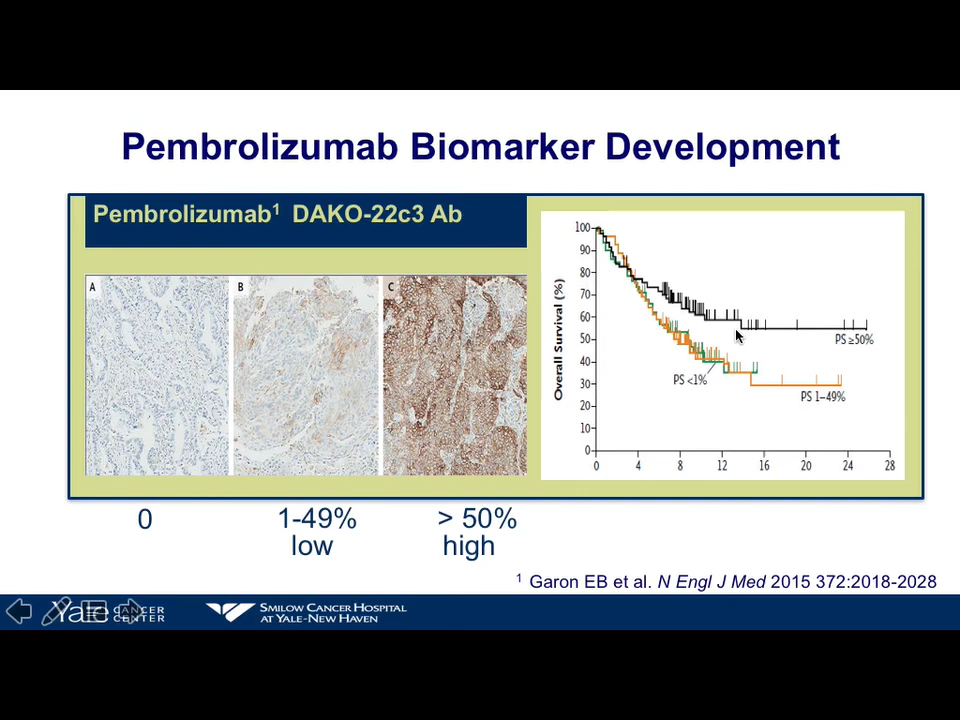 Pembrolizumab Biomarker Development
Pembrolizumab¹ DAKO-22c3 Ab
A
B
C
0
1-49%
low
> 50%
high
Overall Survival (%)
100
90
80
70
60
50
40
30
20
10
0
0 4 8 12 16 20 24 28
PS ≥50%
PS <1%
PS 1–49%
¹ Garon EB et al. N Engl J Med 2015 372:2018-2028
Yale CANCER
CENTER
SMILOW CANCER HOSPITAL
AT YALE-NEW HAVEN